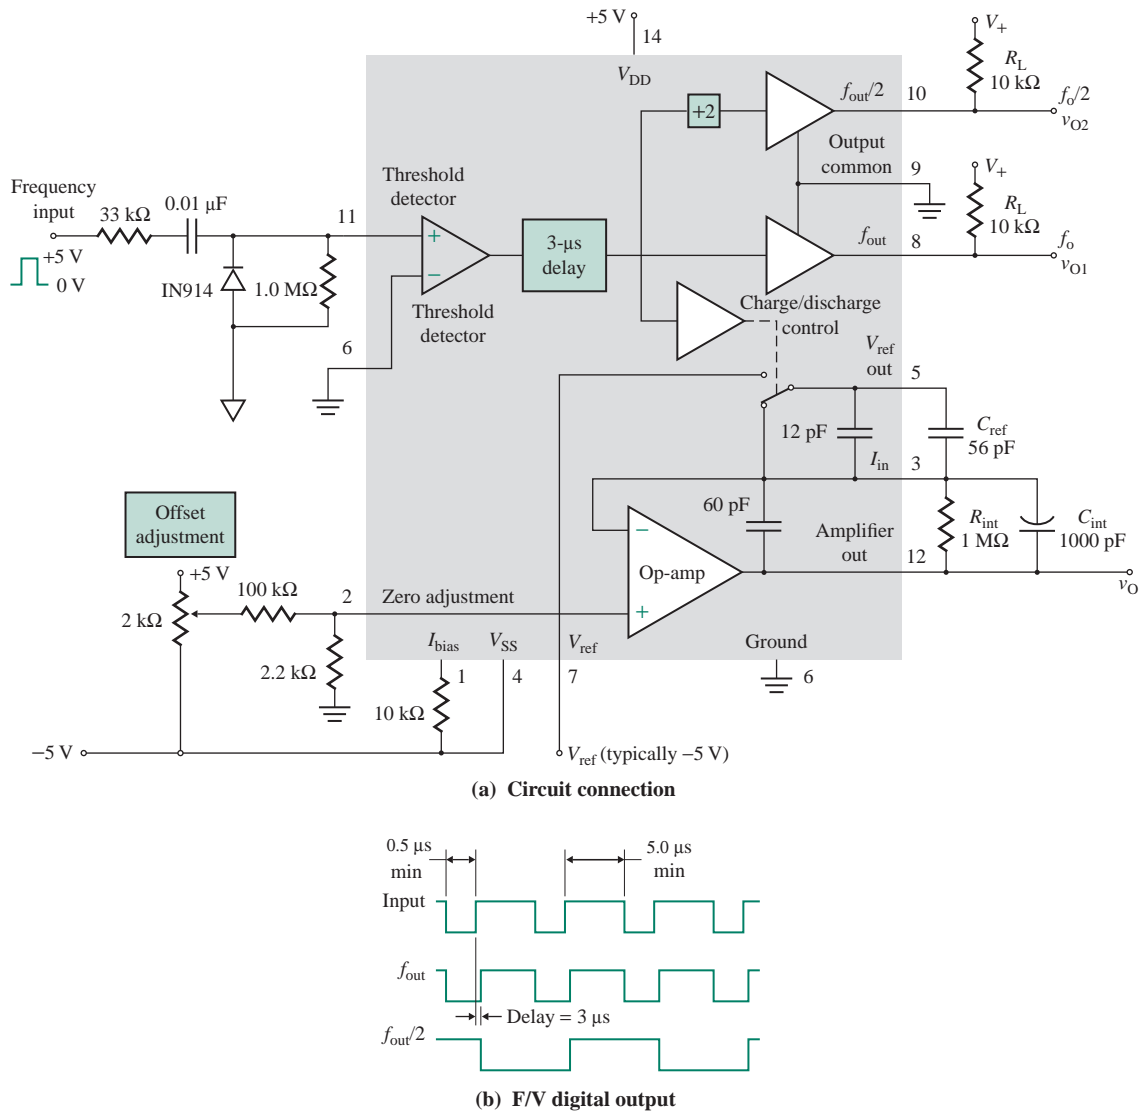 +5 V
14
V_DD
V_+
R_L
10 kΩ
+2
f_out/2
10
f_o/2
v_O2
Output
common
9
V_+
R_L
10 kΩ
Frequency
input
33 kΩ
0.01 μF
11
Threshold
detector
+
−
3-μs
delay
f_out
8
f_o
v_O1
+5 V
0 V
IN914
1.0 MΩ
Threshold
detector
6
Charge/discharge
control
V_ref
out
5
12 pF
C_ref
56 pF
I_in
3
60 pF
Offset
adjustment
−
Op-amp
+
Amplifier
out
12
R_int
1 MΩ
C_int
1000 pF
v_O
+5 V
2 kΩ
100 kΩ
2
Zero adjustment
2.2 kΩ
I_bias
V_SS
V_ref
Ground
1
4
7
6
10 kΩ
−5 V
V_ref (typically −5 V)
(a) Circuit connection
0.5 μs
min
5.0 μs
min
Input
f_out
Delay = 3 μs
f_out/2
(b) F/V digital output